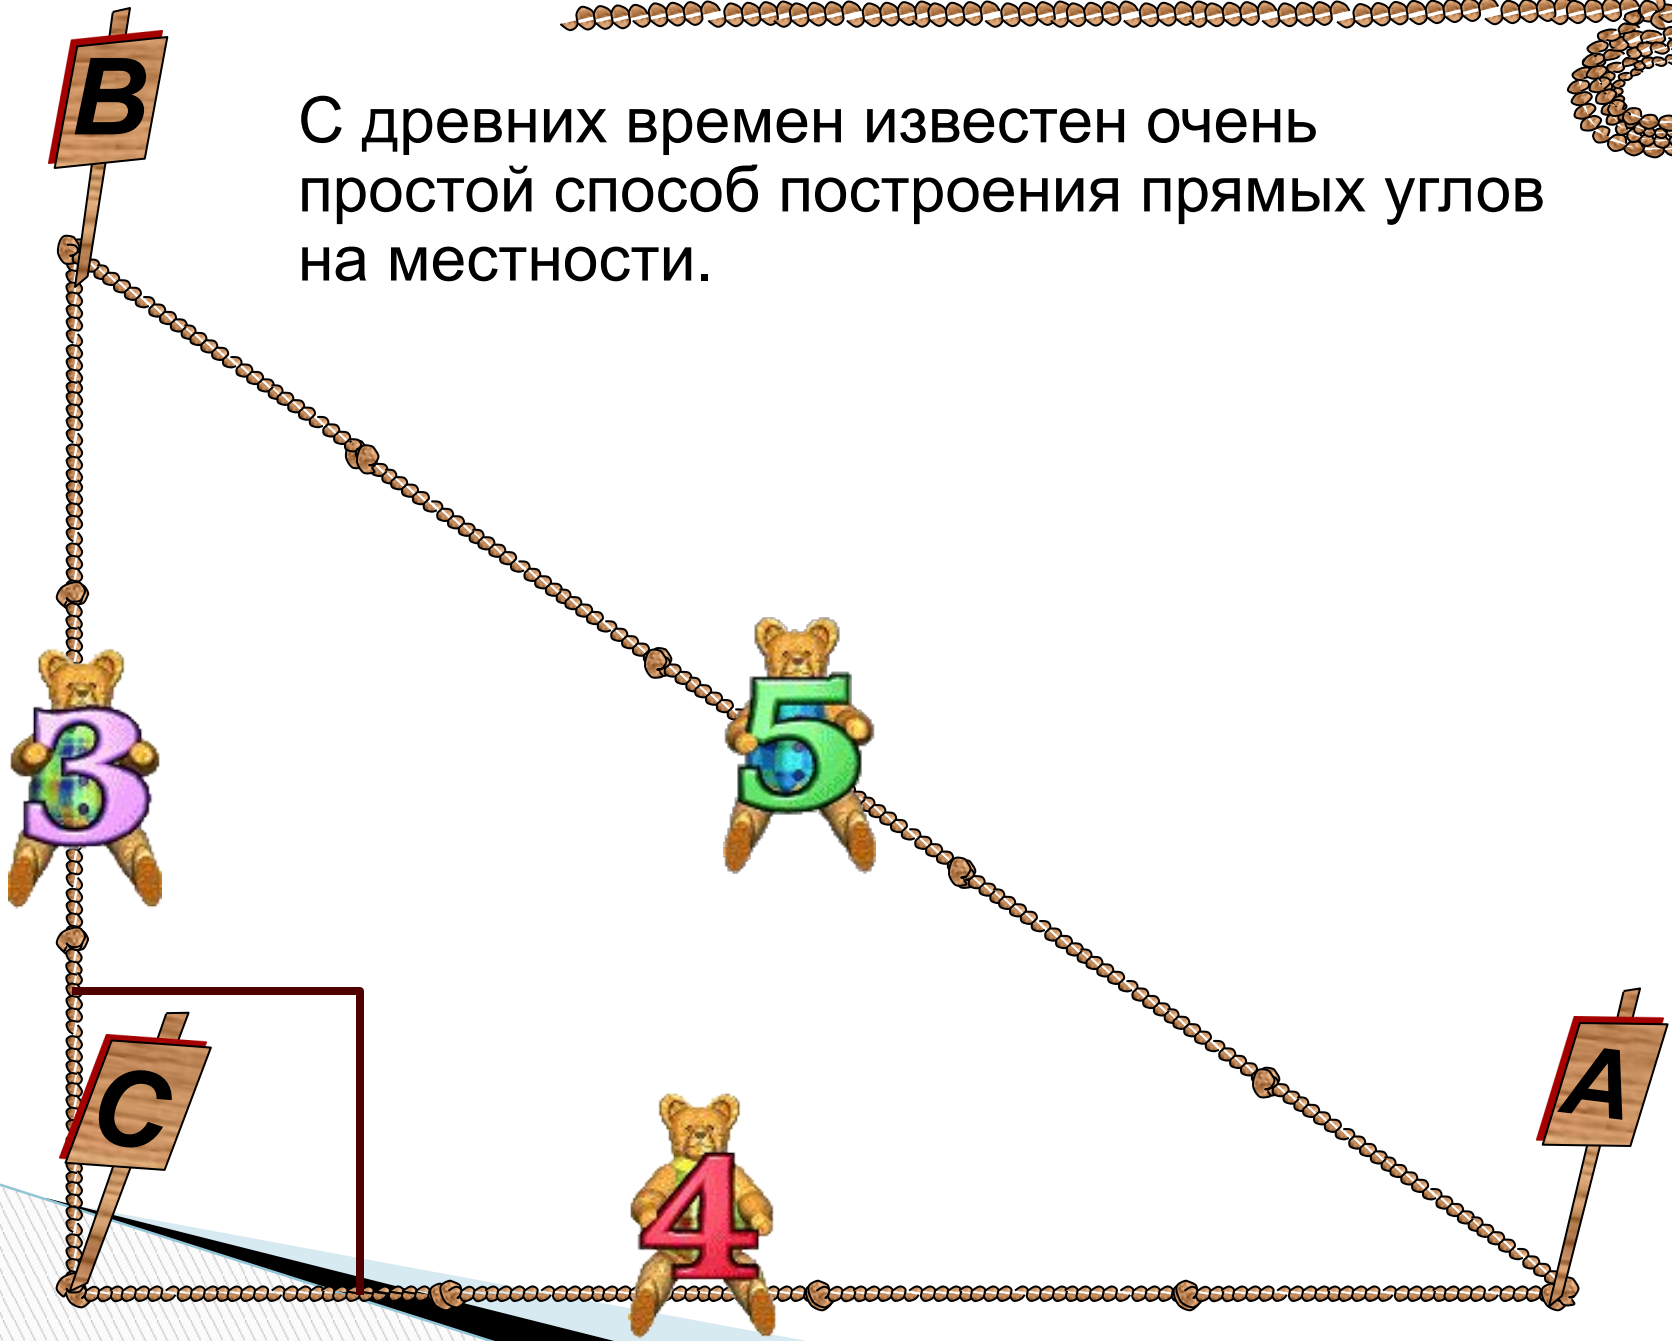 B
С древних времен известен очень
простой способ построения прямых углов
на местности.
3
5
C
A
4